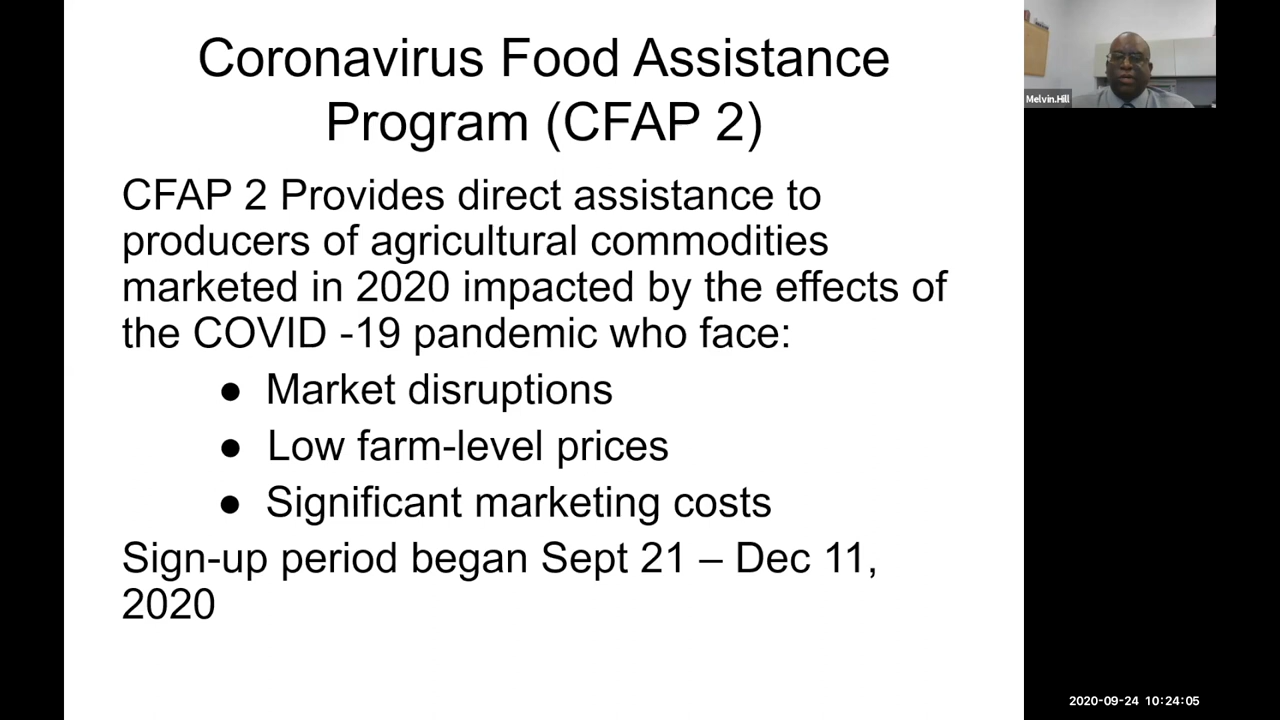 Coronavirus Food Assistance
Program (CFAP 2)
CFAP 2 Provides direct assistance to
producers of agricultural commodities
marketed in 2020 impacted by the effects of
the COVID -19 pandemic who face:
● Market disruptions
● Low farm-level prices
● Significant marketing costs
Sign-up period began Sept 21 – Dec 11,
2020
Melvin.Hill
2020-09-24 10:24:05